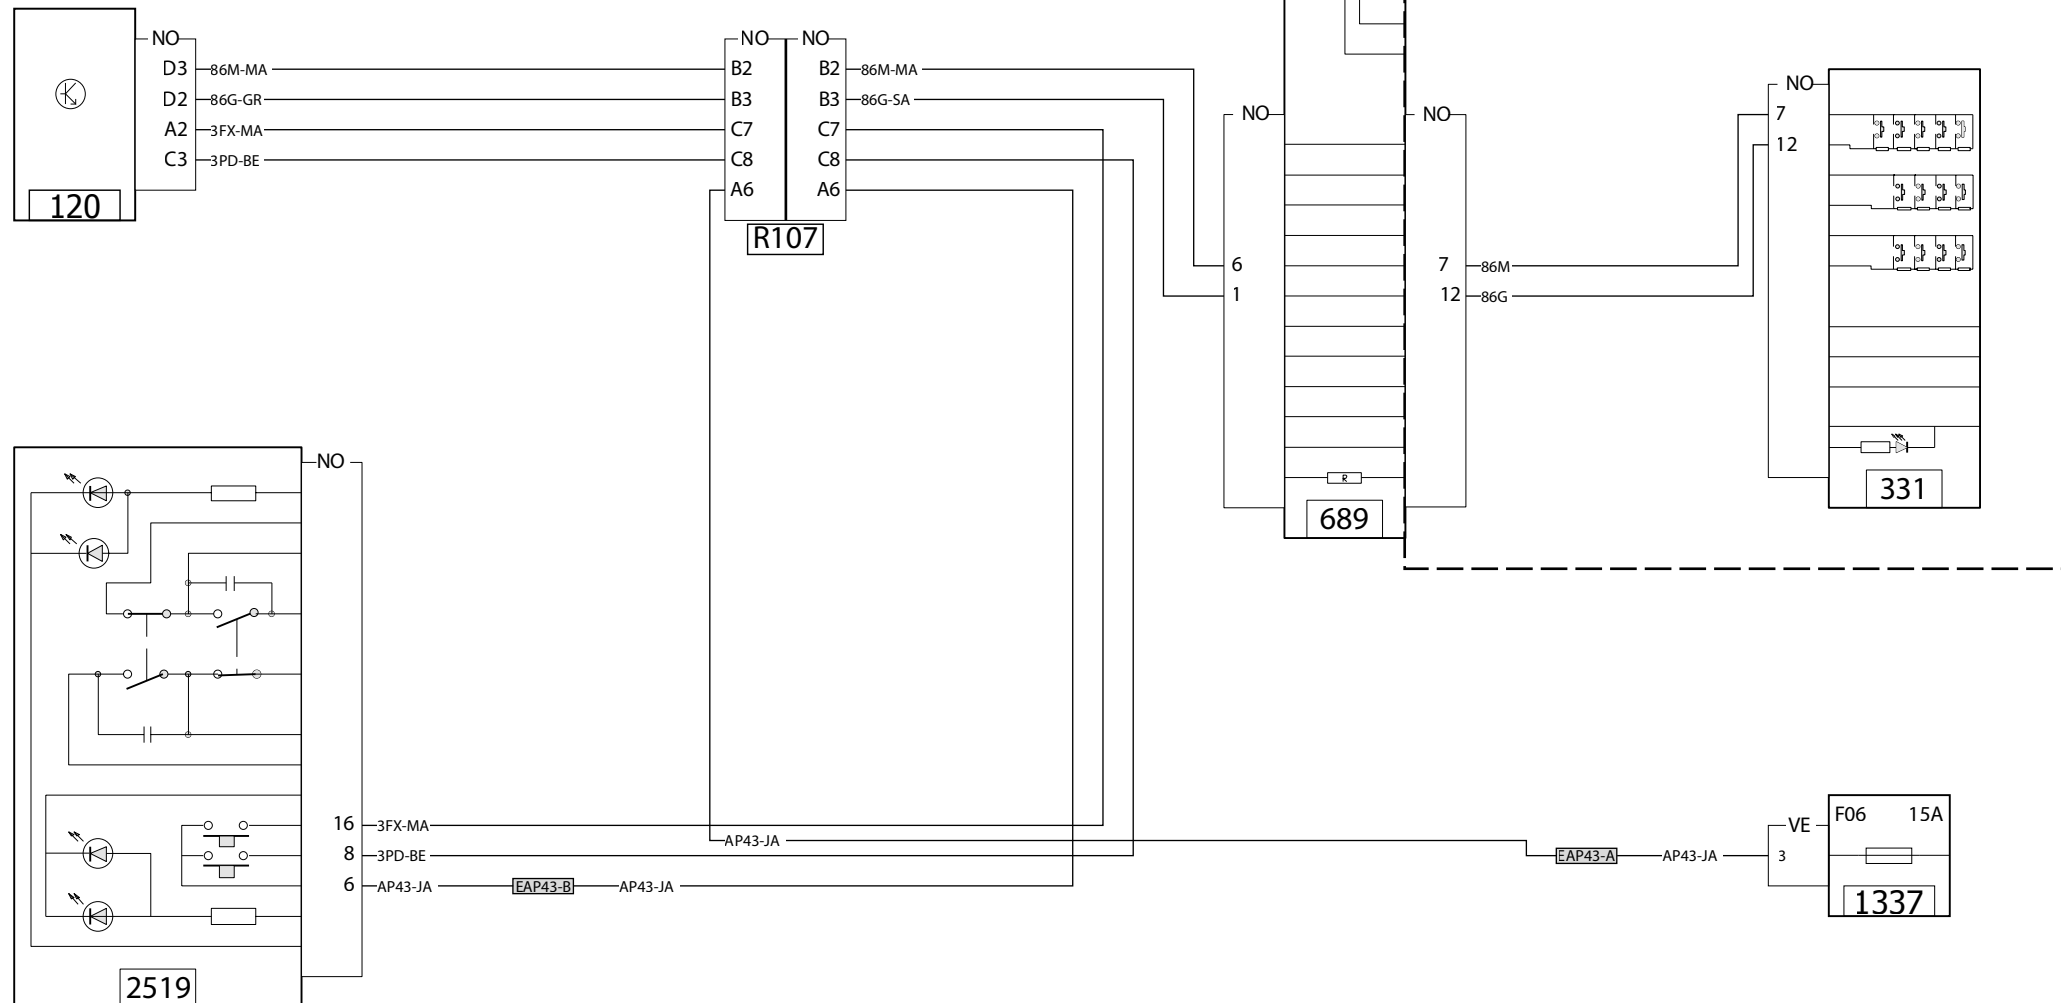 NO
D3 86M-MA
D2 86G-GR
A2 3FX-MA
C3 3PD-BE
120
NO NO
B2 B2 86M-MA
B3 B3 86G-SA
C7 C7
C8 C8
A6 A6
R107
NO NO
6 7 86M
1 12 86G
R
689
NO
7
12
331
NO
16 3FX-MA
8 3PD-BE
6 AP43-JA EAP43-B AP43-JA
2519
AP43-JA
EAP43-A AP43-JA
VE
3
F06 15A
1337